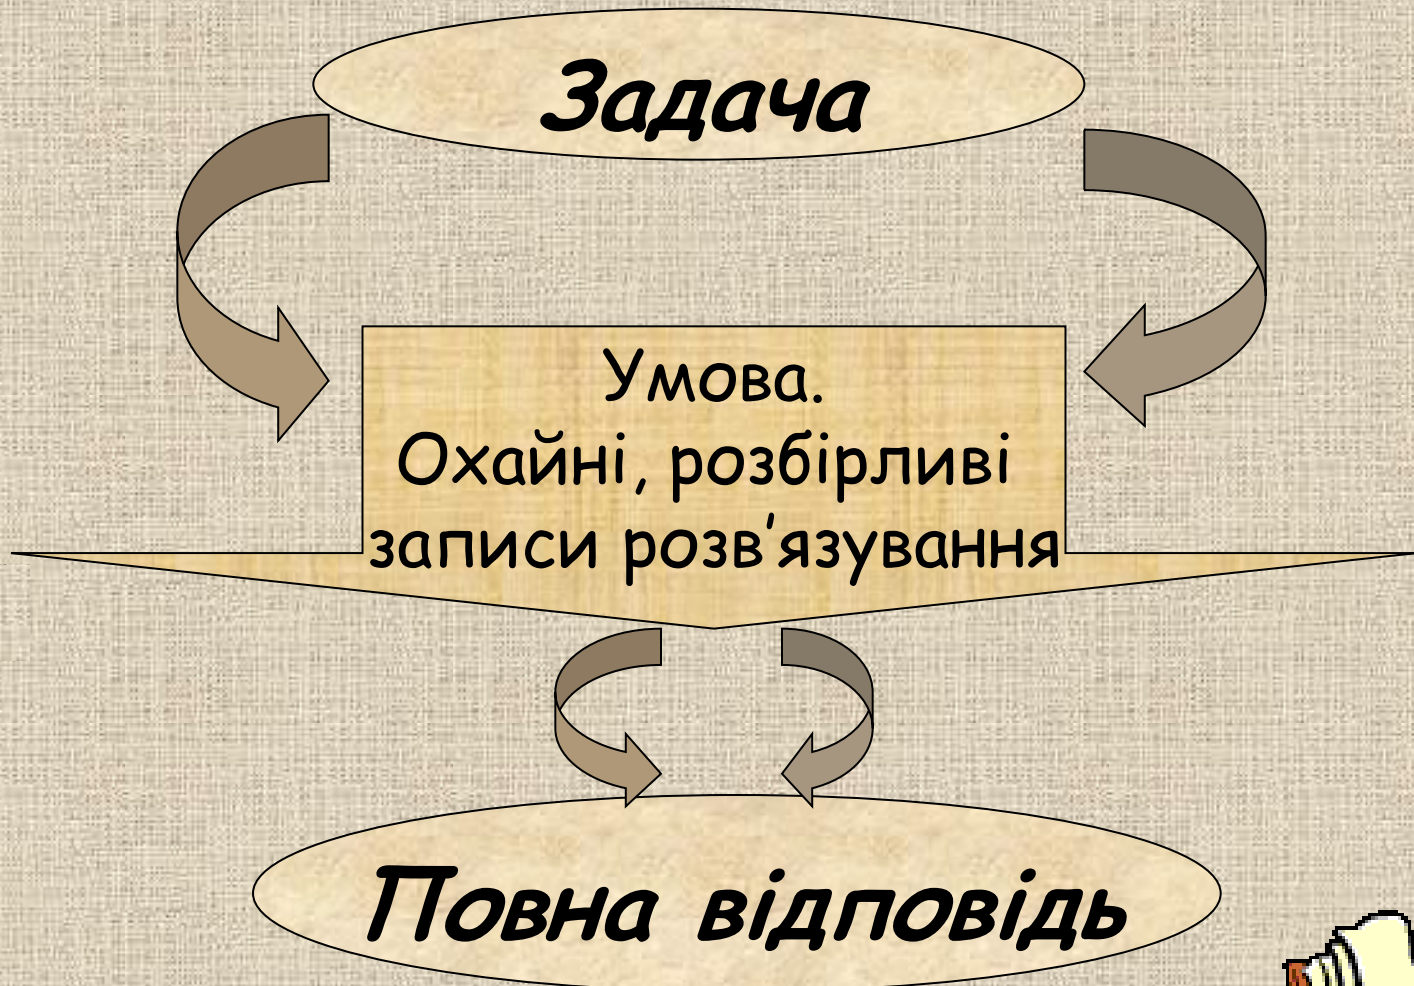 Задача
Умова.
Охайні, розбірливі
записи розв’язування
Повна відповідь